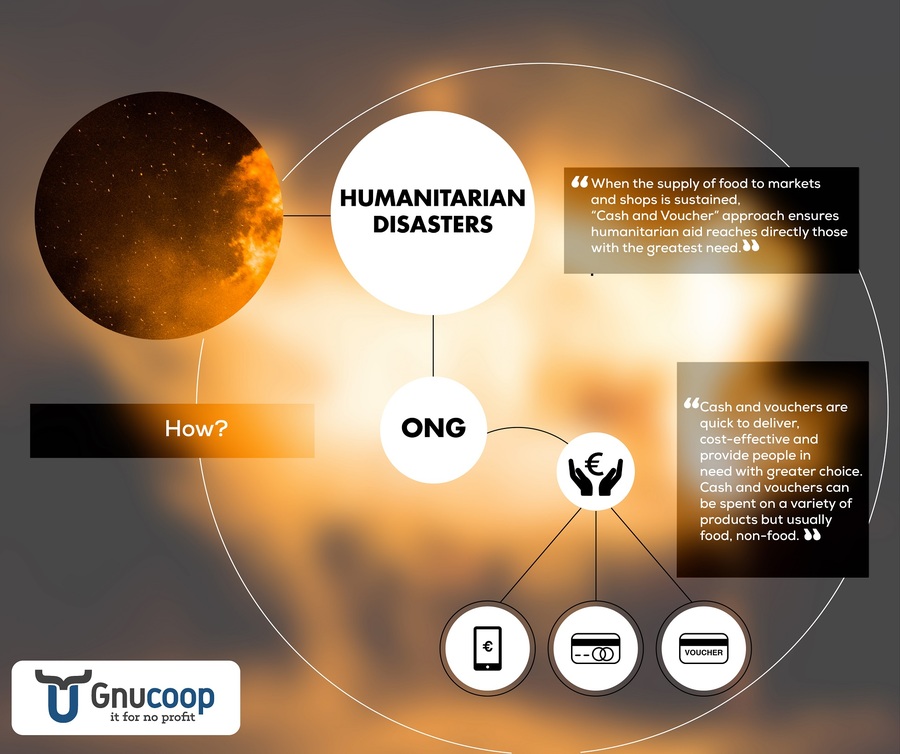 HUMANITARIAN
DISASTERS
“When the supply of food to markets
and shops is sustained,
”Cash and Voucher” approach ensures
humanitarian aid reaches directly those
with the greatest need.”
How?
ONG
€
“Cash and vouchers are
quick to deliver,
cost-effective and
provide people in
need with greater choice.
Cash and vouchers can
be spent on a variety of
products but usually
food, non-food. ”
€
VOUCHER
Gnucoop
it for no profit